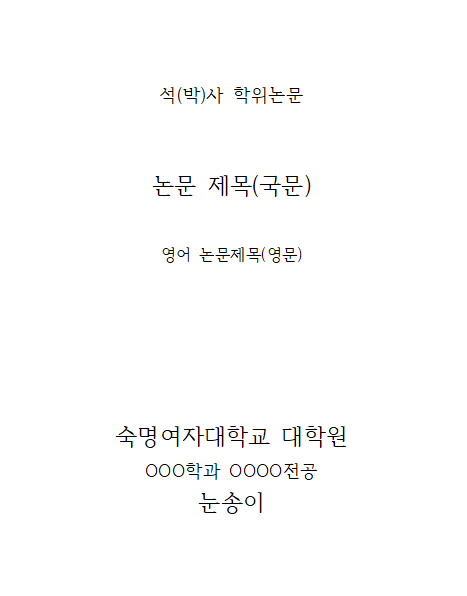 석(박)사 학위논문
논문 제목(국문)
영어 논문제목(영문)
숙명여자대학교 대학원
OOO학과 OOOO전공
눈송이